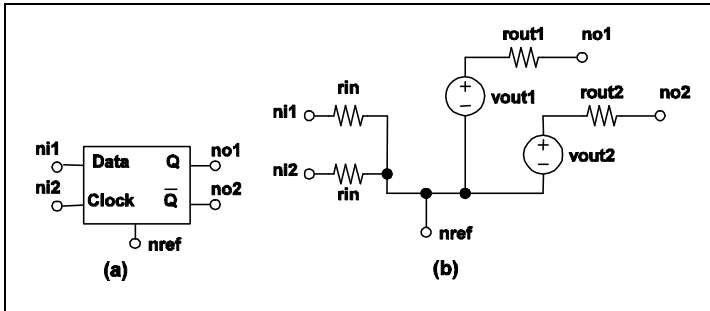 ni1
ni2
Data
Clock
Q
Q̅
no1
no2
nref
(a)
ni1
ni2
rin
rin
vout1
rout1
no1
vout2
rout2
no2
nref
(b)